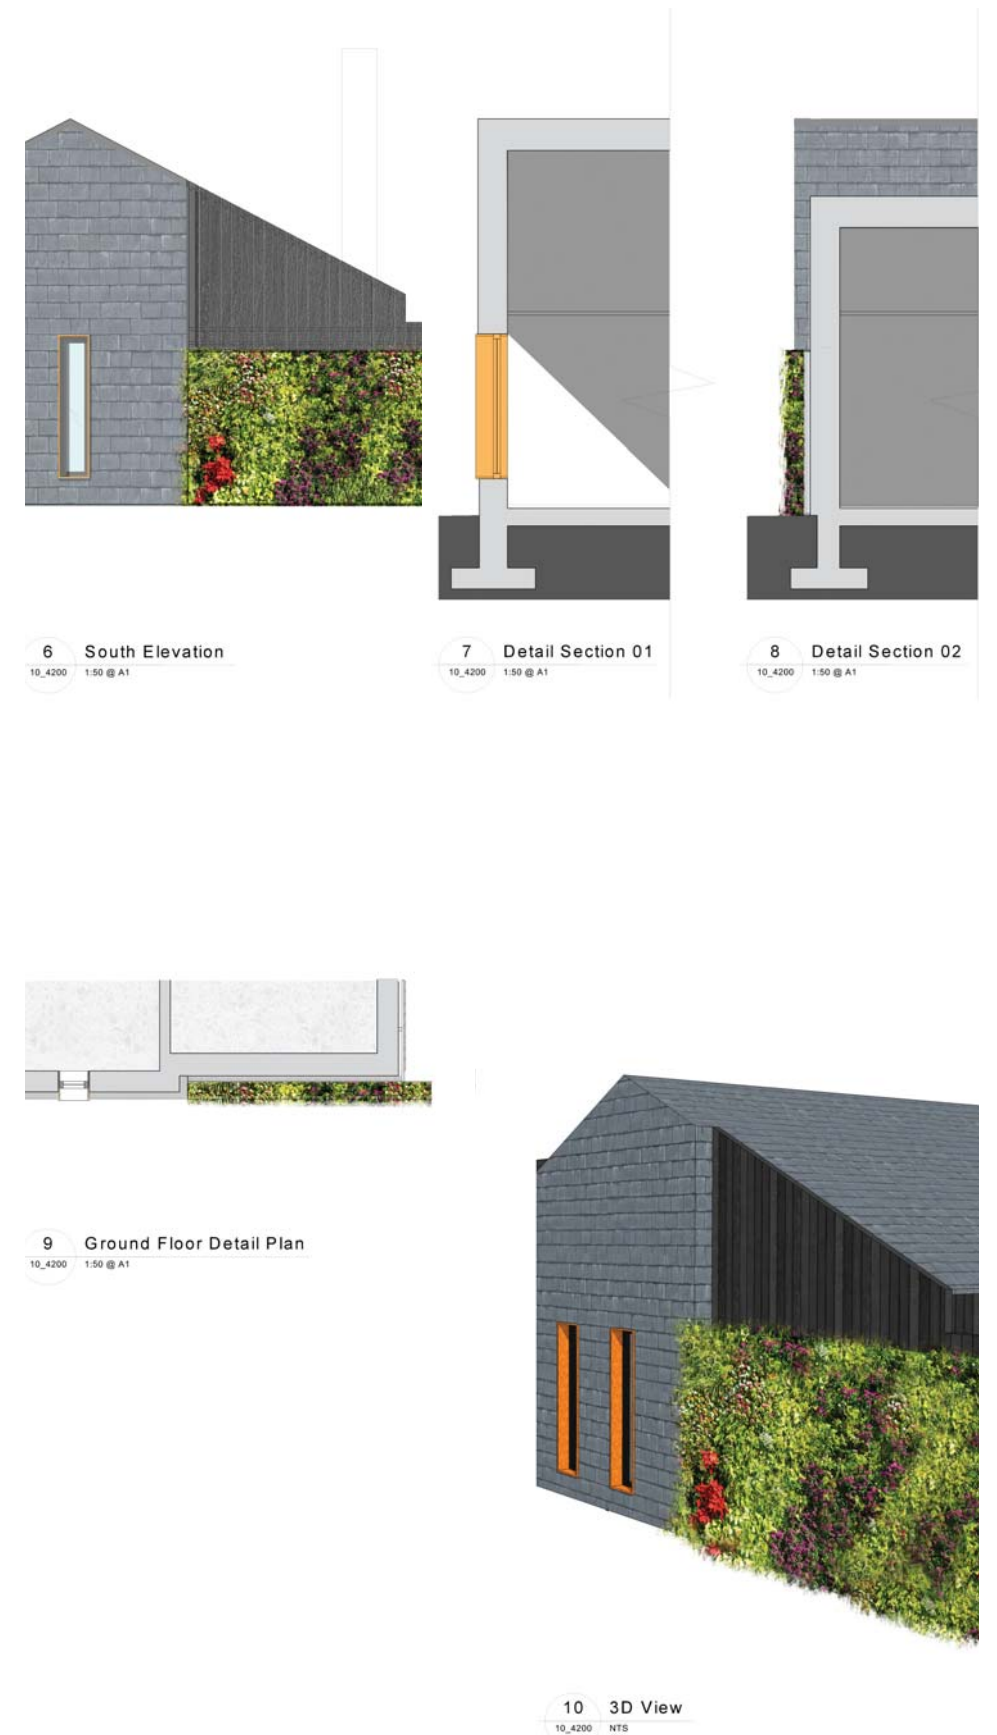 6 South Elevation
10_4200 1:50 @ A1
7 Detail Section 01
10_4200 1:50 @ A1
8 Detail Section 02
10_4200 1:50 @ A1
9 Ground Floor Detail Plan
10_4200 1:50 @ A1
10 3D View
10_4200 NTS